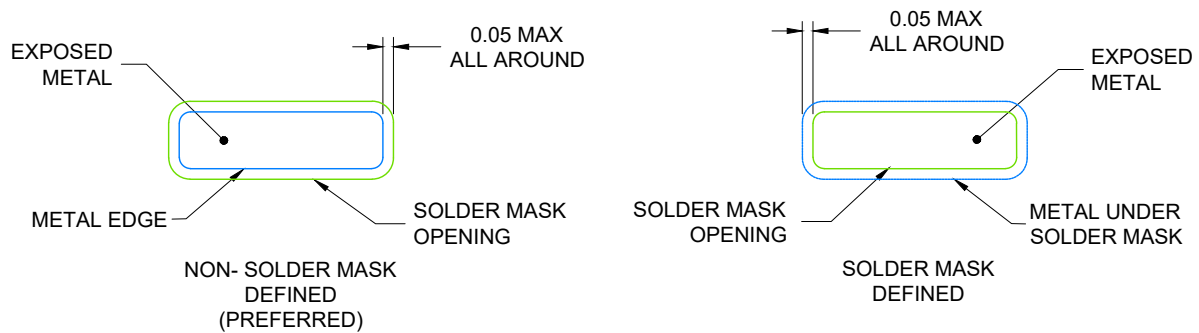 EXPOSED
METAL
0.05 MAX
ALL AROUND
METAL EDGE
SOLDER MASK
OPENING
NON- SOLDER MASK
DEFINED
(PREFERRED)
0.05 MAX
ALL AROUND
EXPOSED
METAL
SOLDER MASK
OPENING
METAL UNDER
SOLDER MASK
SOLDER MASK
DEFINED